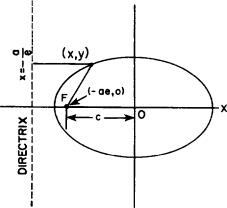 x = - a/e
(x, y)
F
(-ae, o)
c
O
X
DIRECTRIX